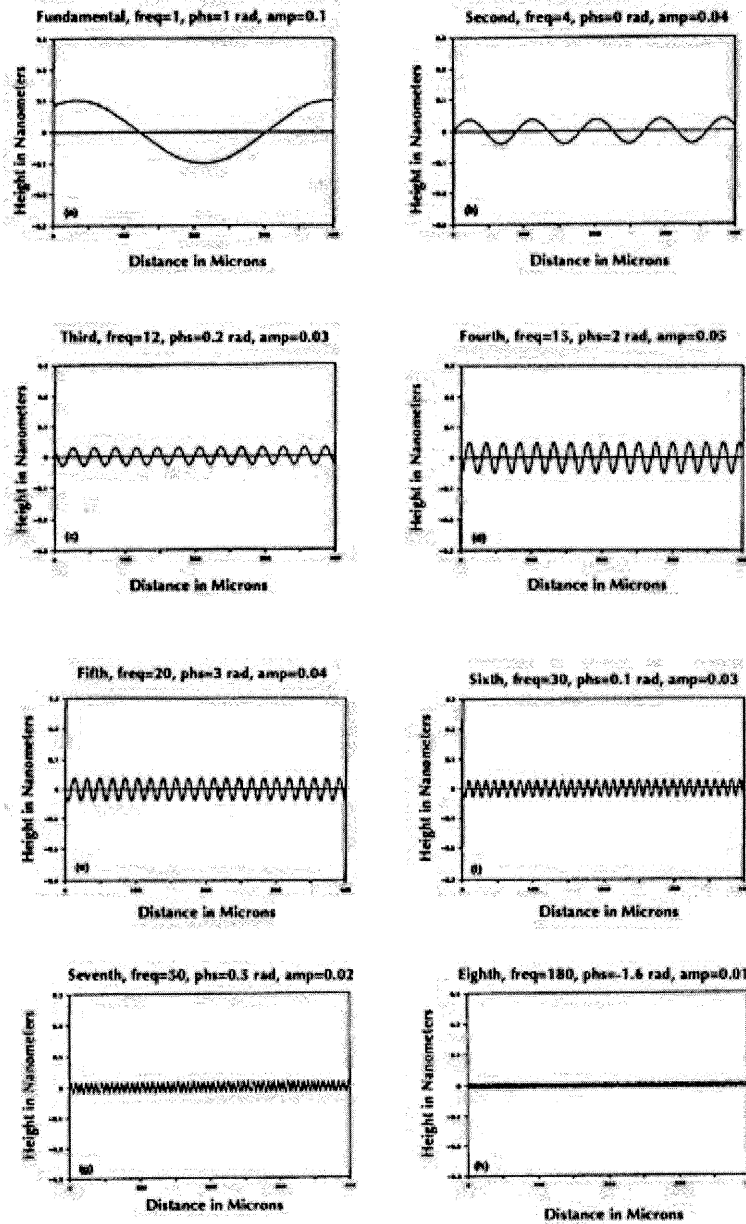 Fundamental, freq=1, phs=1 rad, amp=0.1
Height in Nanometers
(a)
Distance in Microns
Second, freq=4, phs=0 rad, amp=0.04
Height in Nanometers
(b)
Distance in Microns
Third, freq=12, phs=0.2 rad, amp=0.03
Height in Nanometers
(c)
Distance in Microns
Fourth, freq=15, phs=2 rad, amp=0.05
Height in Nanometers
(d)
Distance in Microns
Fifth, freq=20, phs=3 rad, amp=0.04
Height in Nanometers
(e)
Distance in Microns
Sixth, freq=30, phs=0.1 rad, amp=0.03
Height in Nanometers
(f)
Distance in Microns
Seventh, freq=50, phs=0.5 rad, amp=0.02
Height in Nanometers
(g)
Distance in Microns
Eighth, freq=180, phs=-1.6 rad, amp=0.01
Height in Nanometers
(h)
Distance in Microns